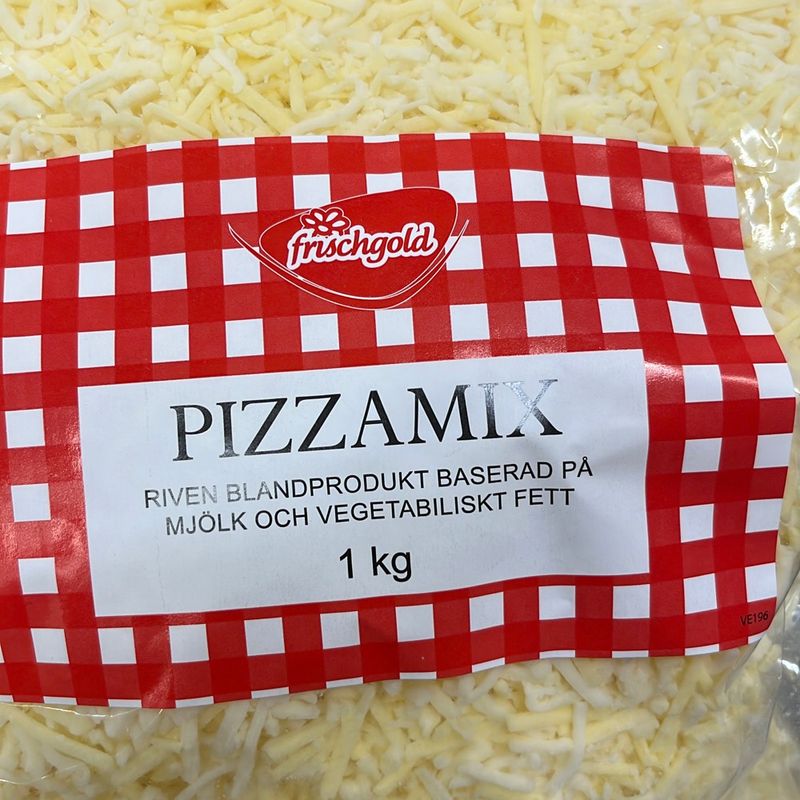 frischgold
PIZZAMIX
RIVEN BLANDPRODUKT BASERAD PÅ
MJÖLK OCH VEGETABILISKT FETT
1 kg
VE196